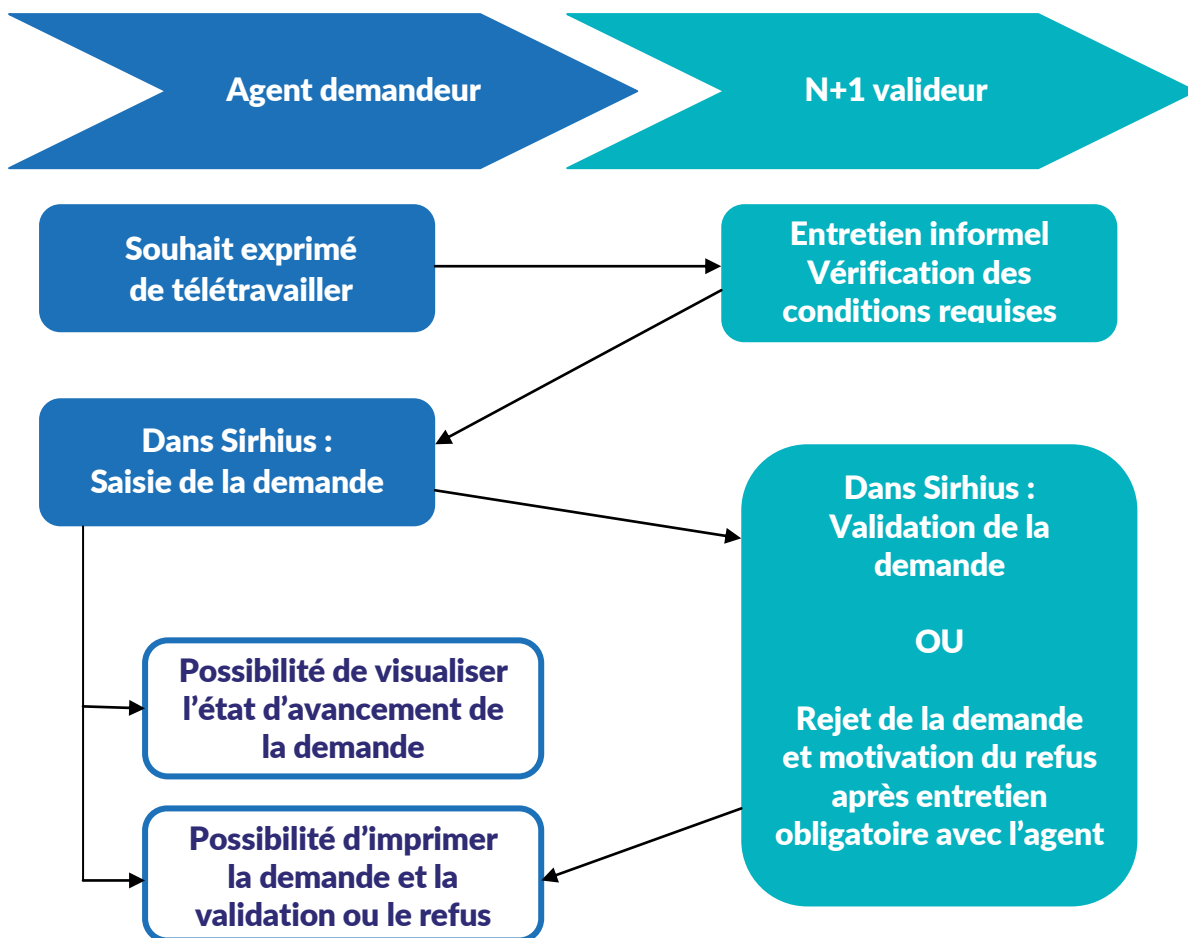 Agent demandeur
N+1 valideur
Souhait exprimé
de télétravailler
Entretien informel
Vérification des
conditions requises
Dans Sirhius :
Saisie de la demande
Dans Sirhius :
Validation de la
demande
OU
Rejet de la demande
et motivation du refus
après entretien
obligatoire avec l’agent
Possibilité de visualiser
l’état d’avancement de
la demande
Possibilité d’imprimer
la demande et la
validation ou le refus